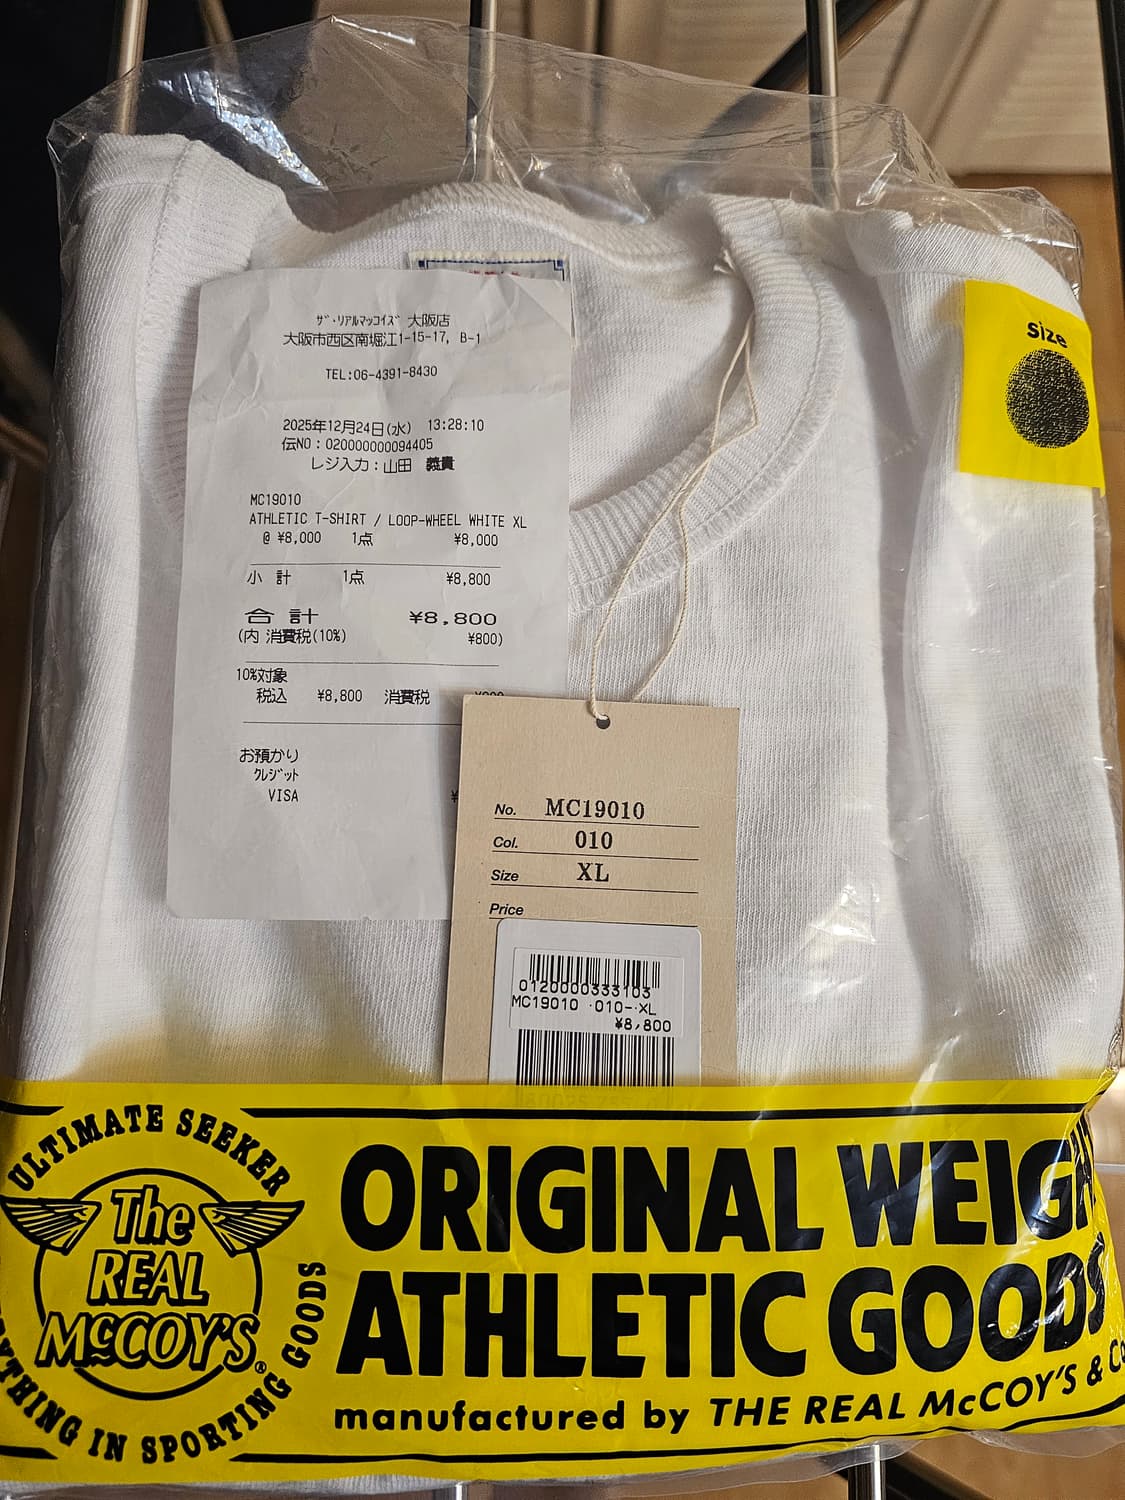 ザ・リアルマッコイズ 大阪店
大阪市西区南堀江1-15-17, B-1
TEL:06-4391-8430
2025年12月24日(水) 13:28:10
伝NO:020000000094405
レジ入力:山田 義貴
MC19010
ATHLETIC T-SHIRT / LOOP-WHEEL WHITE XL
@ ¥8,000 1点 ¥8,000
小 計 1点 ¥8,800
合 計 ¥8,800
(内 消費税(10%) ¥800)
10%対象
税込 ¥8,800 消費税
お預かり
クレジット
VISA ¥
size
No. MC19010
Col. 010
Size XL
Price
0120000333103
MC19010 -010--XL
¥8,800
ULTIMATE SEEKER
The
REAL
McCOY'S
IN SPORTING GOODS
ORIGINAL WEIGH
ATHLETIC GOODS
manufactured by THE REAL McCOY'S & Co